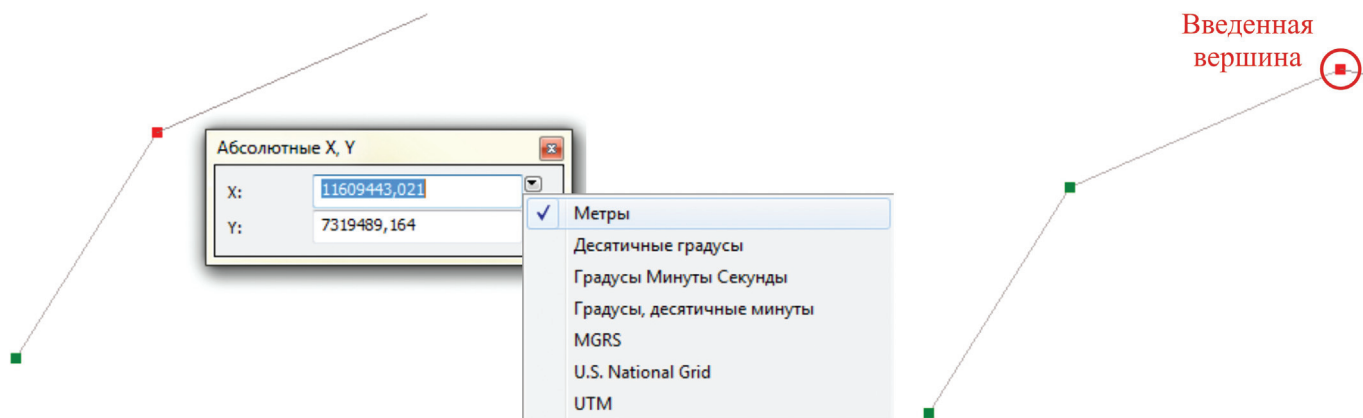 Введенная
вершина
Абсолютные X, Y
X:
11609443,021
Y:
7319489,164
Метры
Десятичные градусы
Градусы Минуты Секунды
Градусы, десятичные минуты
MGRS
U.S. National Grid
UTM